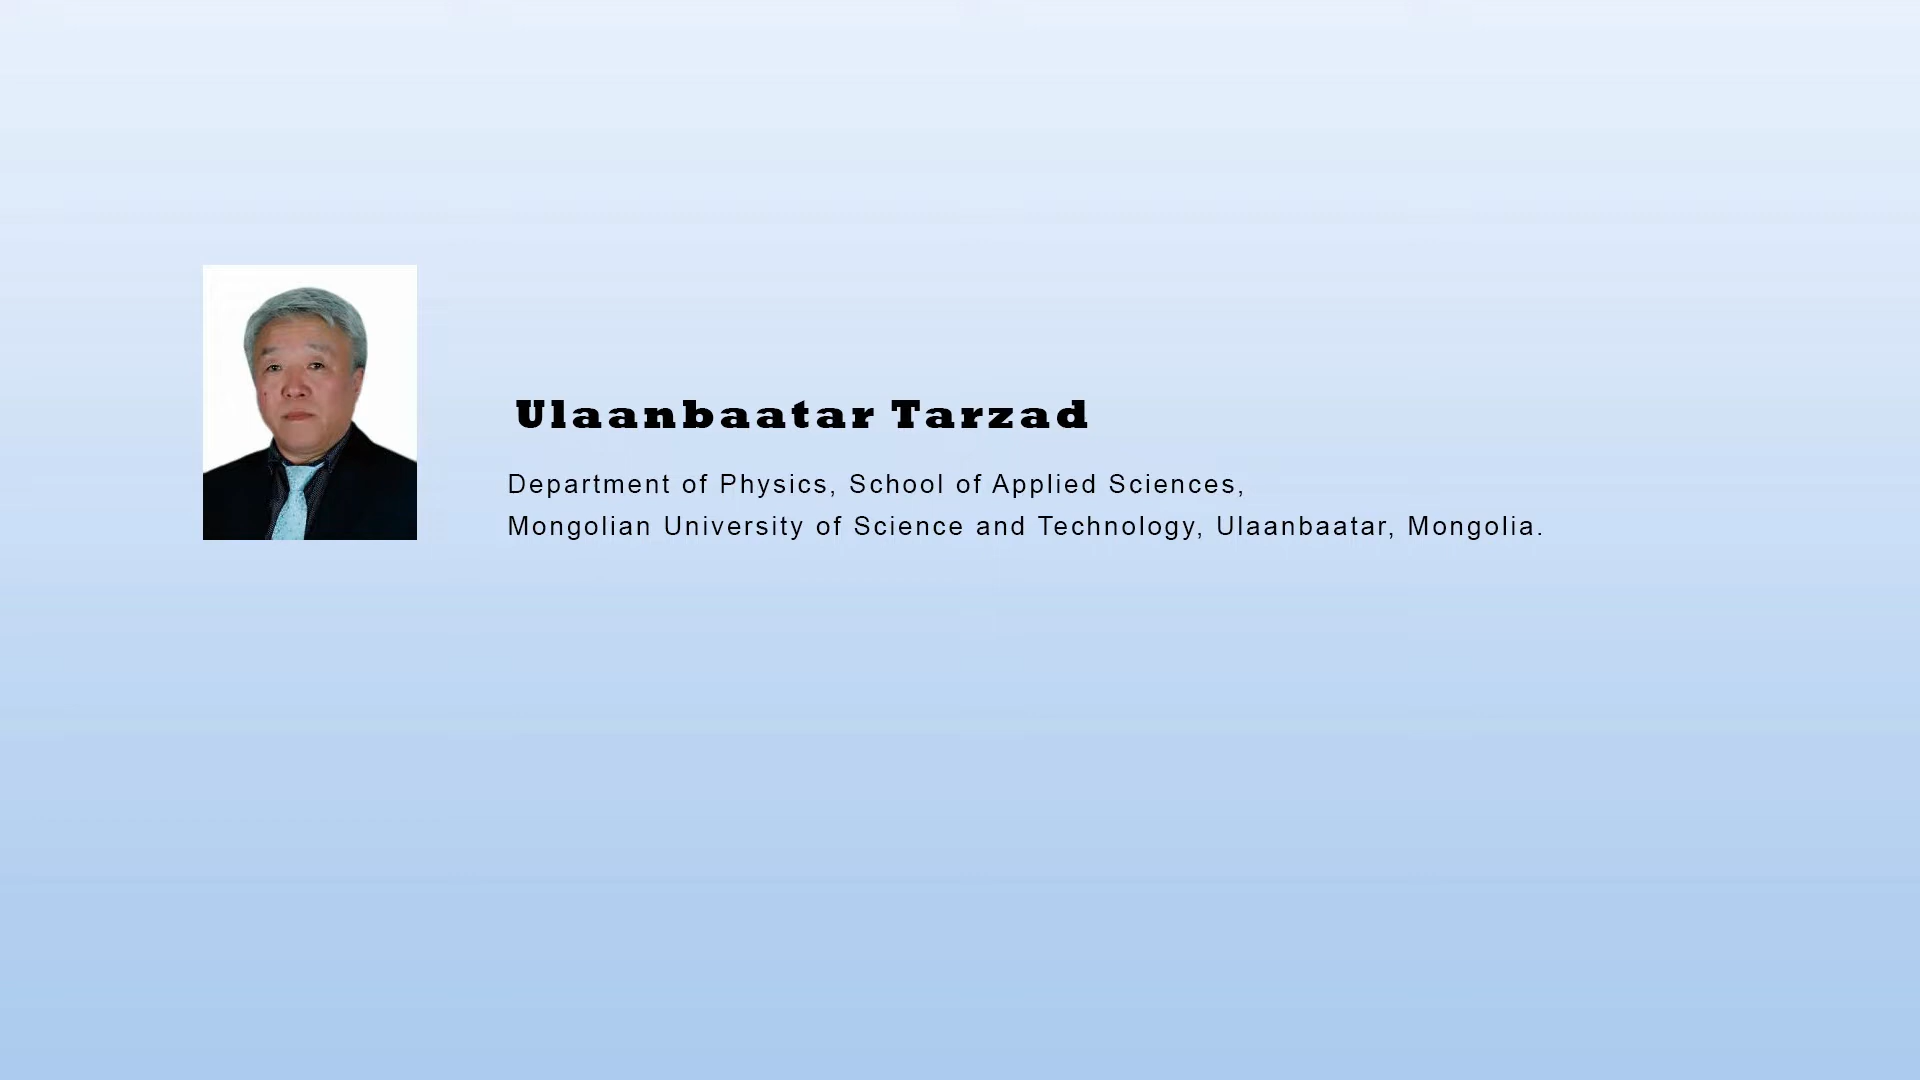 Ulaanbaatar Tarzad
Department of Physics, School of Applied Sciences,
Mongolian University of Science and Technology, Ulaanbaatar, Mongolia.